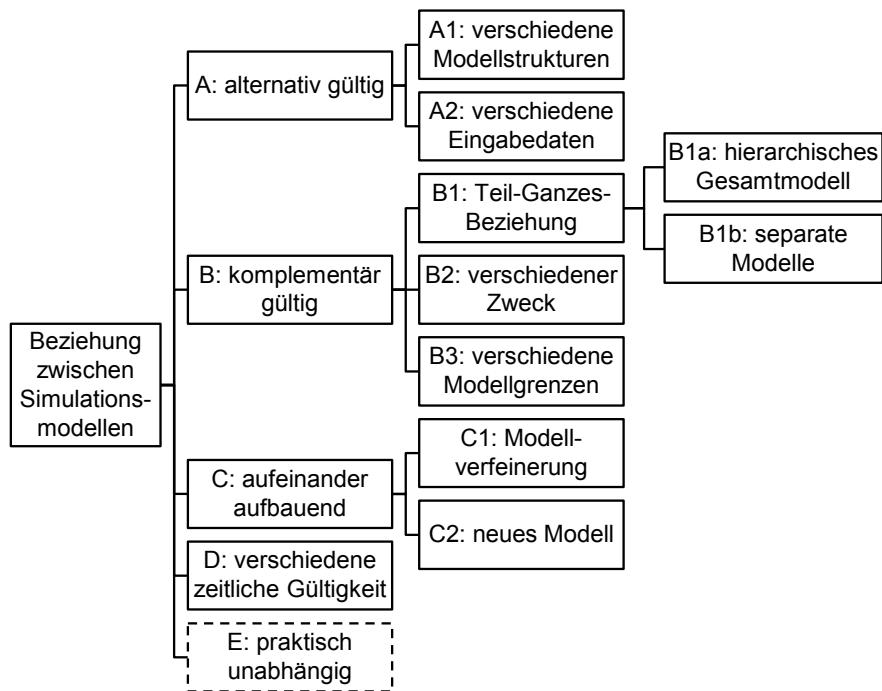 Beziehung
zwischen
Simulations-
modellen
A: alternativ gültig
A1: verschiedene
Modellstrukturen
A2: verschiedene
Eingabedaten
B: komplementär
gültig
B1: Teil-Ganzes-
Beziehung
B1a: hierarchisches
Gesamtmodell
B1b: separate
Modelle
B2: verschiedener
Zweck
B3: verschiedene
Modellgrenzen
C: aufeinander
aufbauend
C1: Modell-
verfeinerung
C2: neues Modell
D: verschiedene
zeitliche Gültigkeit
E: praktisch
unabhängig